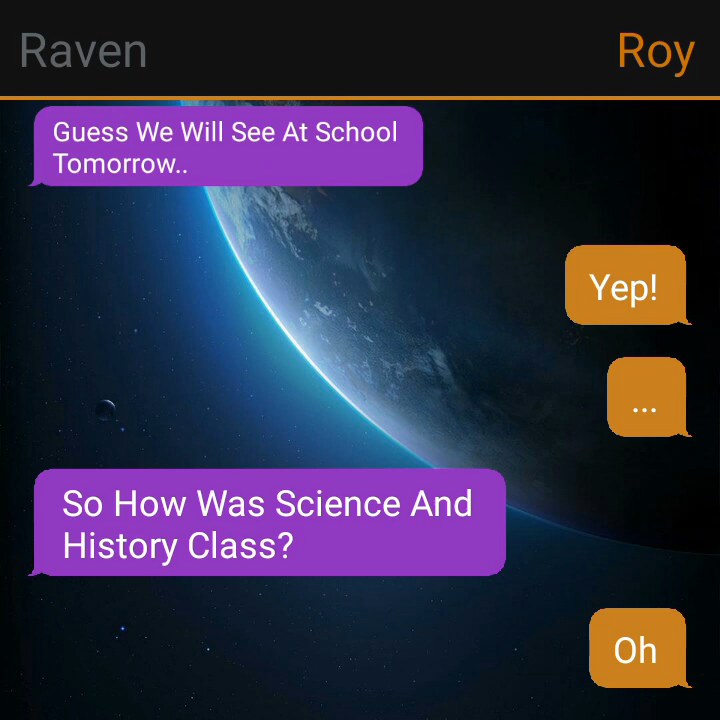 Raven
Roy
Guess We Will See At School
Tomorrow..
Yep!
...
So How Was Science And
History Class?
Oh